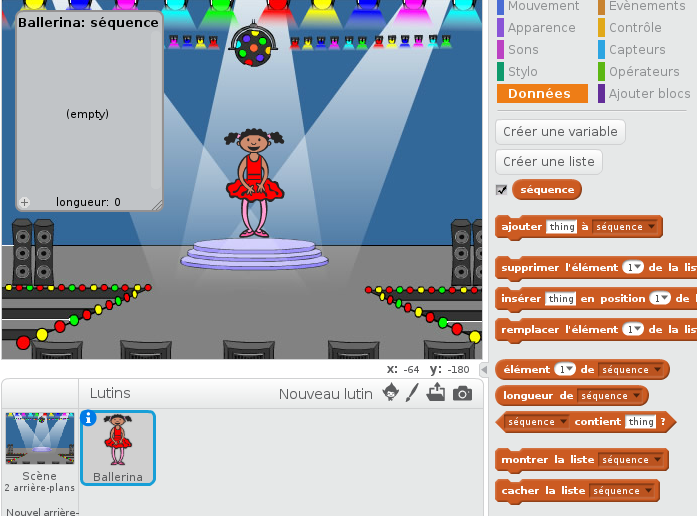 Ballerina: séquence
(empty)
+ longueur: 0
x: -64 y: -180
Lutins
Nouveau lutin
Scène
2 arrière-plans
Nouvel arrière-
i
Ballerina
Mouvement
Évènements
Apparence
Contrôle
Sons
Capteurs
Stylo
Opérateurs
Données
Ajouter blocs
Créer une variable
Créer une liste
séquence
ajouter thing à séquence
supprimer l'élément 1 de la lis
insérer thing en position 1 de l
remplacer l'élément 1 de la lis
élément 1 de séquence
longueur de séquence
séquence contient thing ?
montrer la liste séquence
cacher la liste séquence